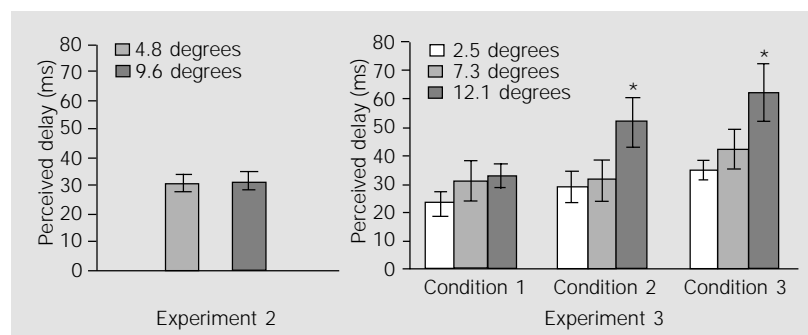 Perceived delay (ms)
80
70
60
50
40
30
20
10
0
4.8 degrees
9.6 degrees
Experiment 2
Perceived delay (ms)
80
70
60
50
40
30
20
10
0
2.5 degrees
7.3 degrees
12.1 degrees
*
*
Condition 1 Condition 2 Condition 3
Experiment 3